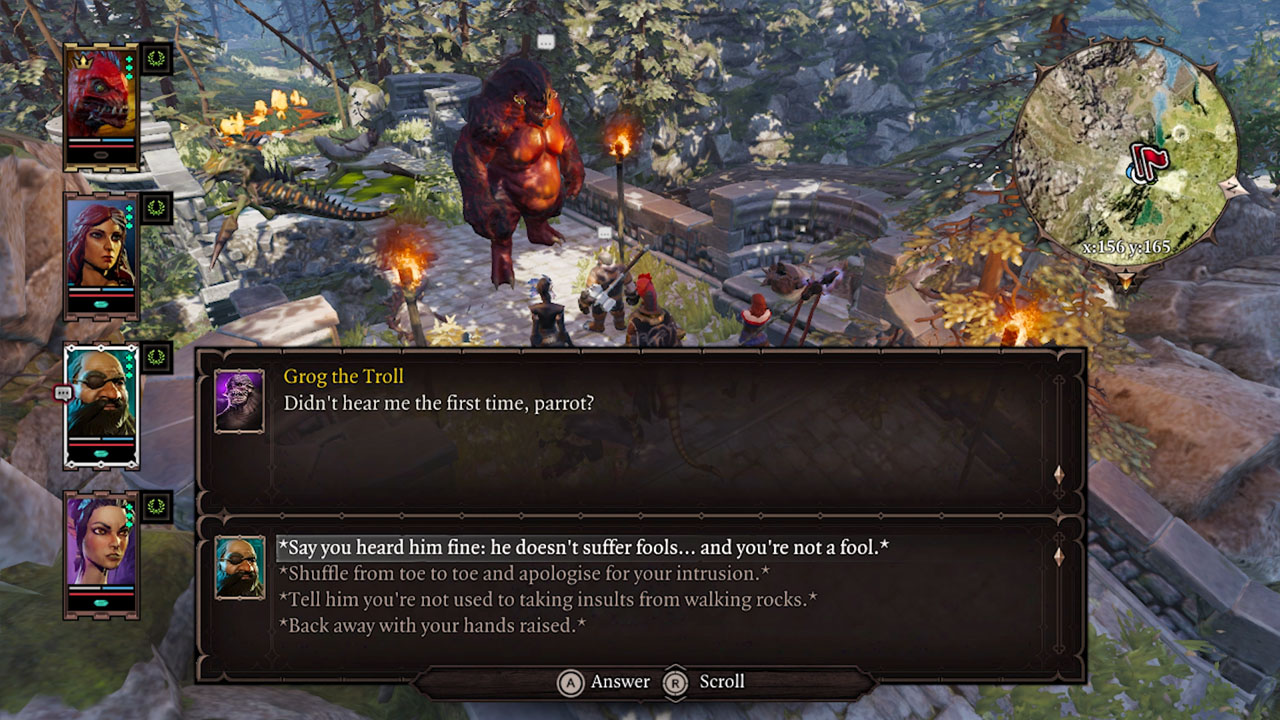 x:156 y:165
Grog the Troll
Didn't hear me the first time, parrot?
*Say you heard him fine: he doesn't suffer fools... and you're not a fool.*
*Shuffle from toe to toe and apologise for your intrusion.*
*Tell him you're not used to taking insults from walking rocks.*
*Back away with your hands raised.*
A Answer R Scroll